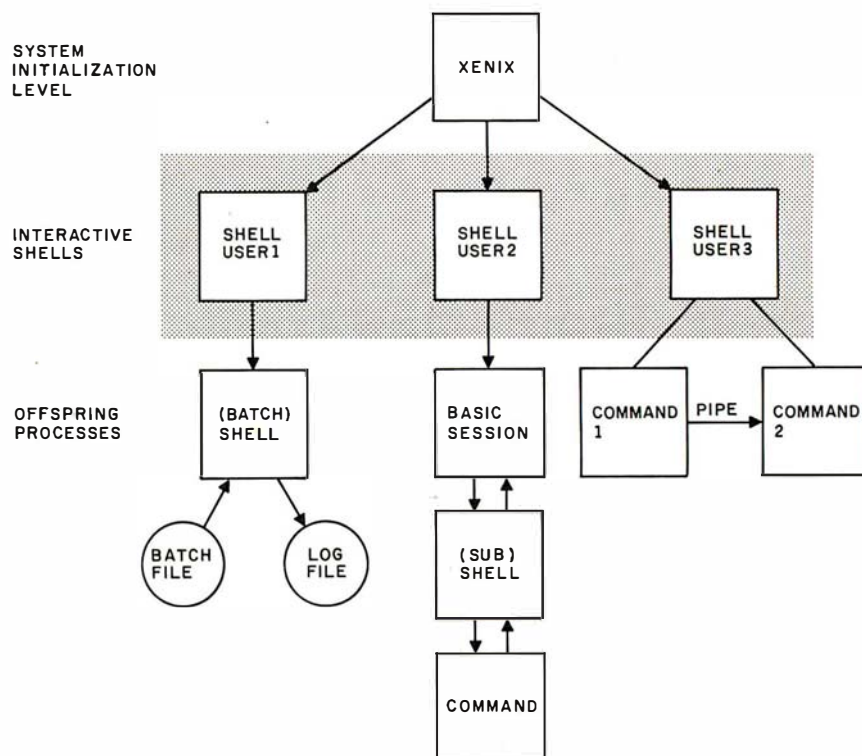 SYSTEM
INITIALIZATION
LEVEL
XENIX
INTERACTIVE
SHELLS
SHELL
USER1
SHELL
USER2
SHELL
USER3
OFFSPRING
PROCESSES
(BATCH)
SHELL
BASIC
SESSION
COMMAND
1
PIPE
COMMAND
2
BATCH
FILE
LOG
FILE
(SUB)
SHELL
COMMAND